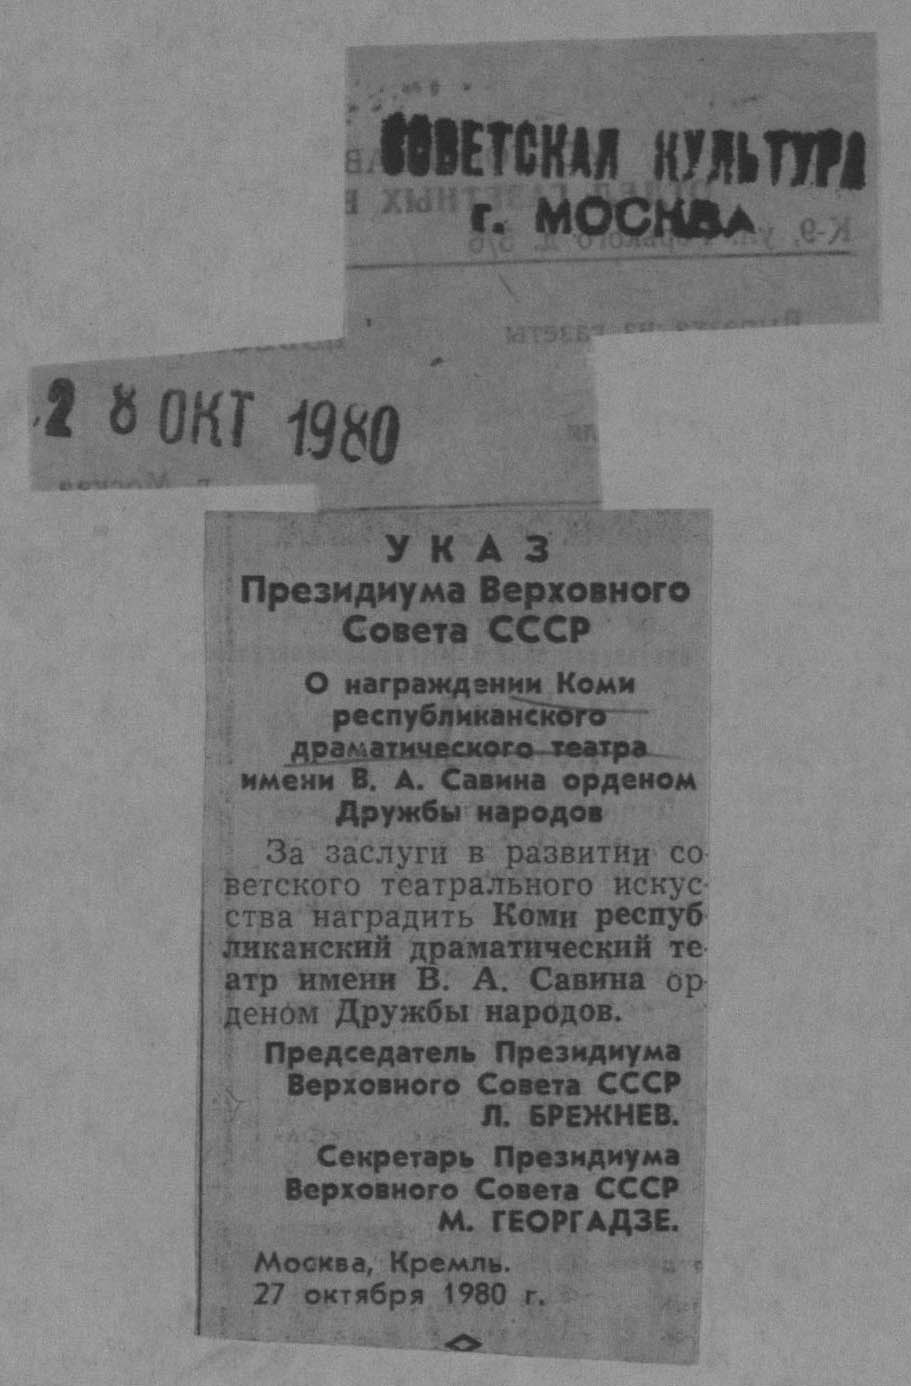 СОВЕТСКАЯ КУЛЬТУРА
г. МОСКВА
2 8 ОКТ 1980
УКАЗ
Президиума Верховного
Совета СССР
О награждении Коми
республиканского
драматического театра
имени В. А. Савина орденом
Дружбы народов
За заслуги в развитии со-
ветского театрального искус-
ства наградить Коми респуб-
ликанский драматический те-
атр имени В. А. Савина ор-
деном Дружбы народов.
Председатель Президиума
Верховного Совета СССР
Л. БРЕЖНЕВ.
Секретарь Президиума
Верховного Совета СССР
М. ГЕОРГАДЗЕ.
Москва, Кремль.
27 октября 1980 г.